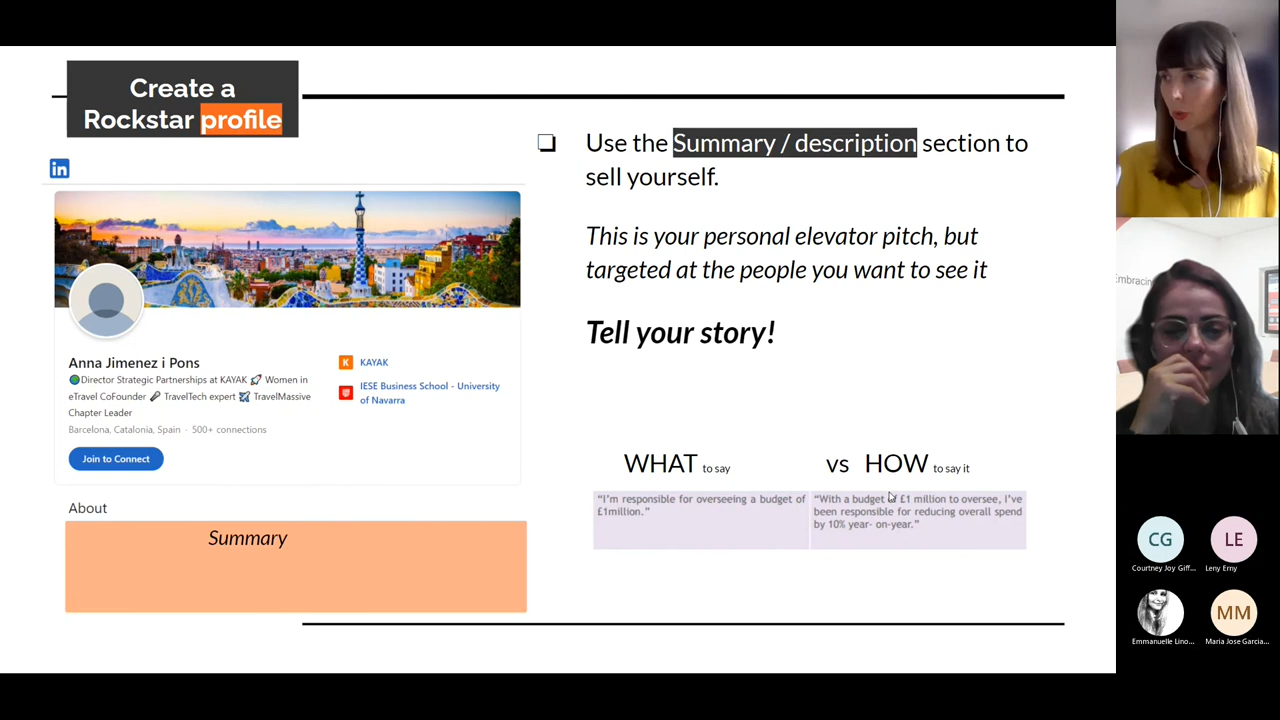 Create a
Rockstar profile
in
Anna Jimenez i Pons
Director Strategic Partnerships at KAYAK Women in
eTravel CoFounder TravelTech expert TravelMassive
Chapter Leader
Barcelona, Catalonia, Spain · 500+ connections
Join to Connect
K KAYAK
IESE Business School - University
of Navarra
About
Summary
Use the Summary / description section to
sell yourself.
This is your personal elevator pitch, but
targeted at the people you want to see it
Tell your story!
WHAT to say vs HOW to say it
“I’m responsible for overseeing a budget of
£1million.”
“With a budget of £1 million to oversee, I’ve
been responsible for reducing overall spend
by 10% year- on-year.”
Embracing
CG
Courtney Joy Giff...
LE
Leny Erny
Emmanuelle Lino...
MM
Maria Jose Garcia...